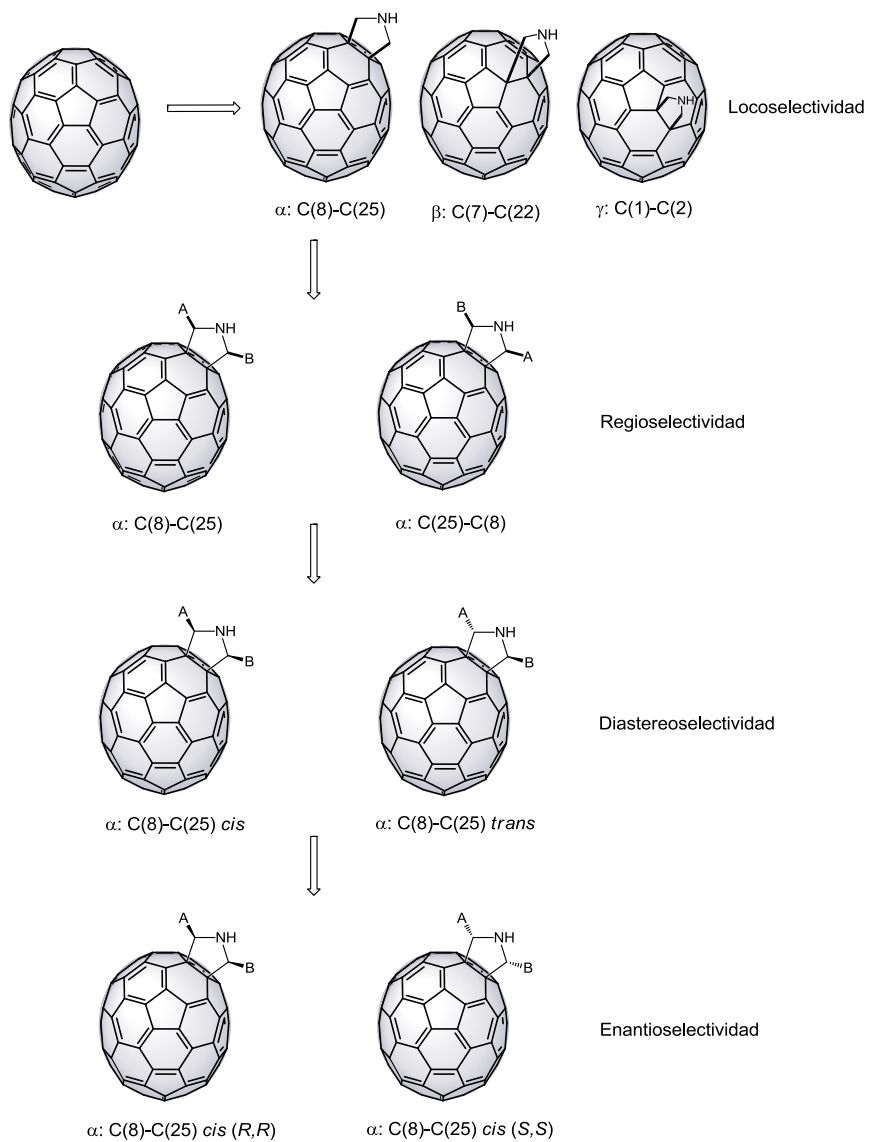 NH NH NH
Locoselectividad
α: C(8)-C(25) β: C(7)-C(22) γ: C(1)-C(2)
A NH B B NH A
Regioselectividad
α: C(8)-C(25) α: C(25)-C(8)
A NH B A NH B
Diastereoselectividad
α: C(8)-C(25) cis α: C(8)-C(25) trans
A NH B A NH B
Enantioselectividad
α: C(8)-C(25) cis (R,R) α: C(8)-C(25) cis (S,S)